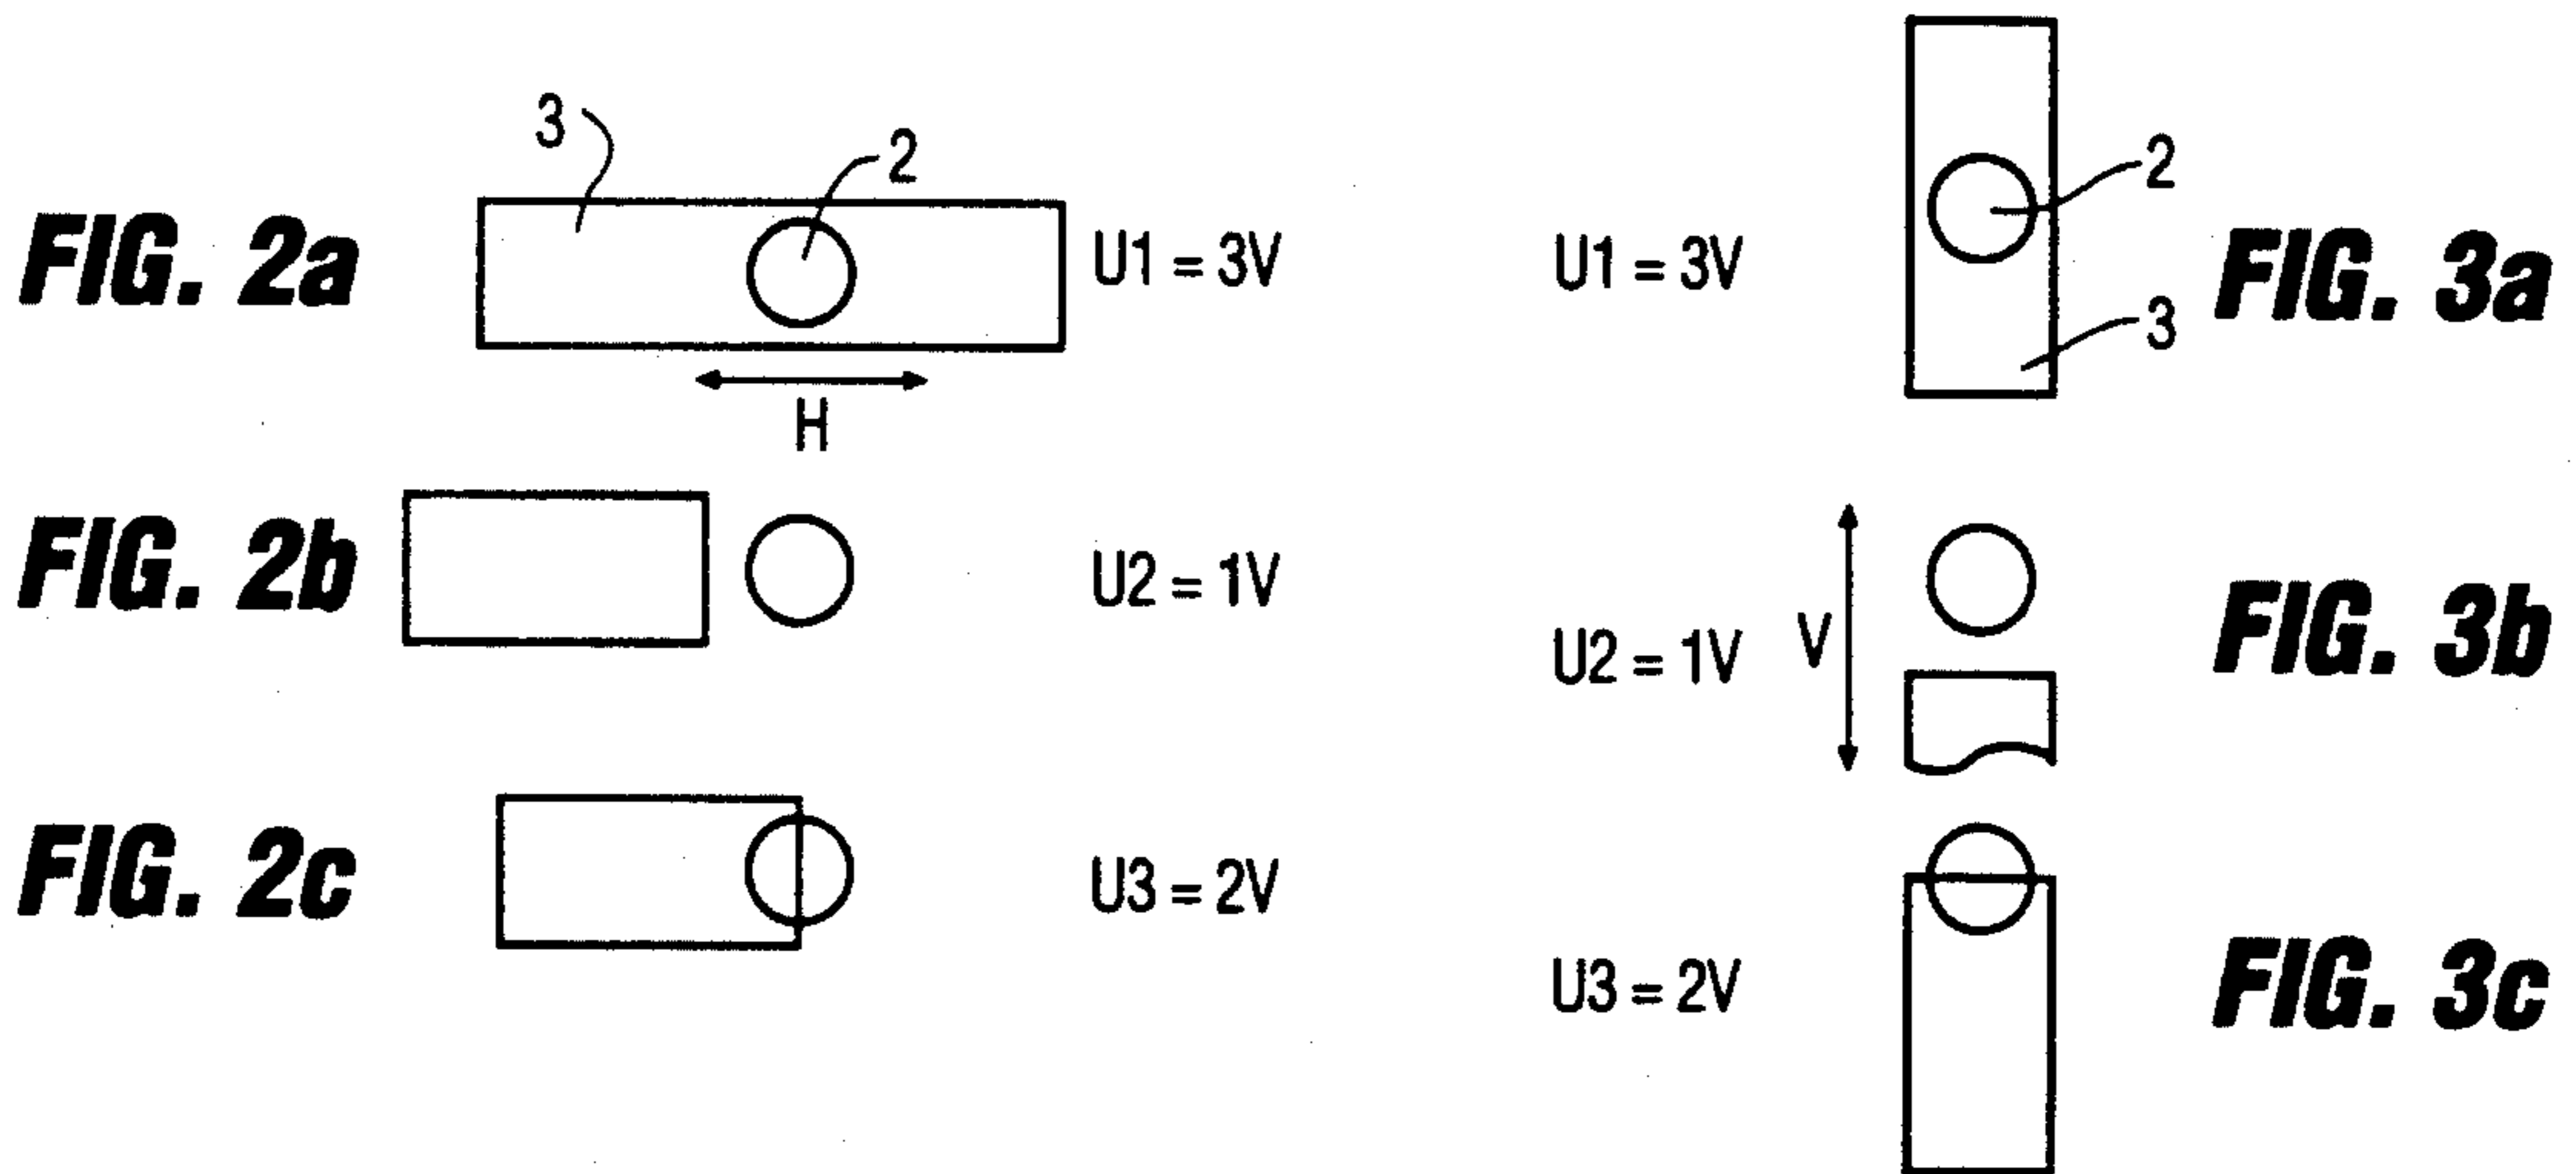 3
2
FIG. 2a
U1 = 3V
H
FIG. 2b
U2 = 1V
FIG. 2c
U3 = 2V
2
U1 = 3V
FIG. 3a
3
V
U2 = 1V
FIG. 3b
U3 = 2V
FIG. 3c